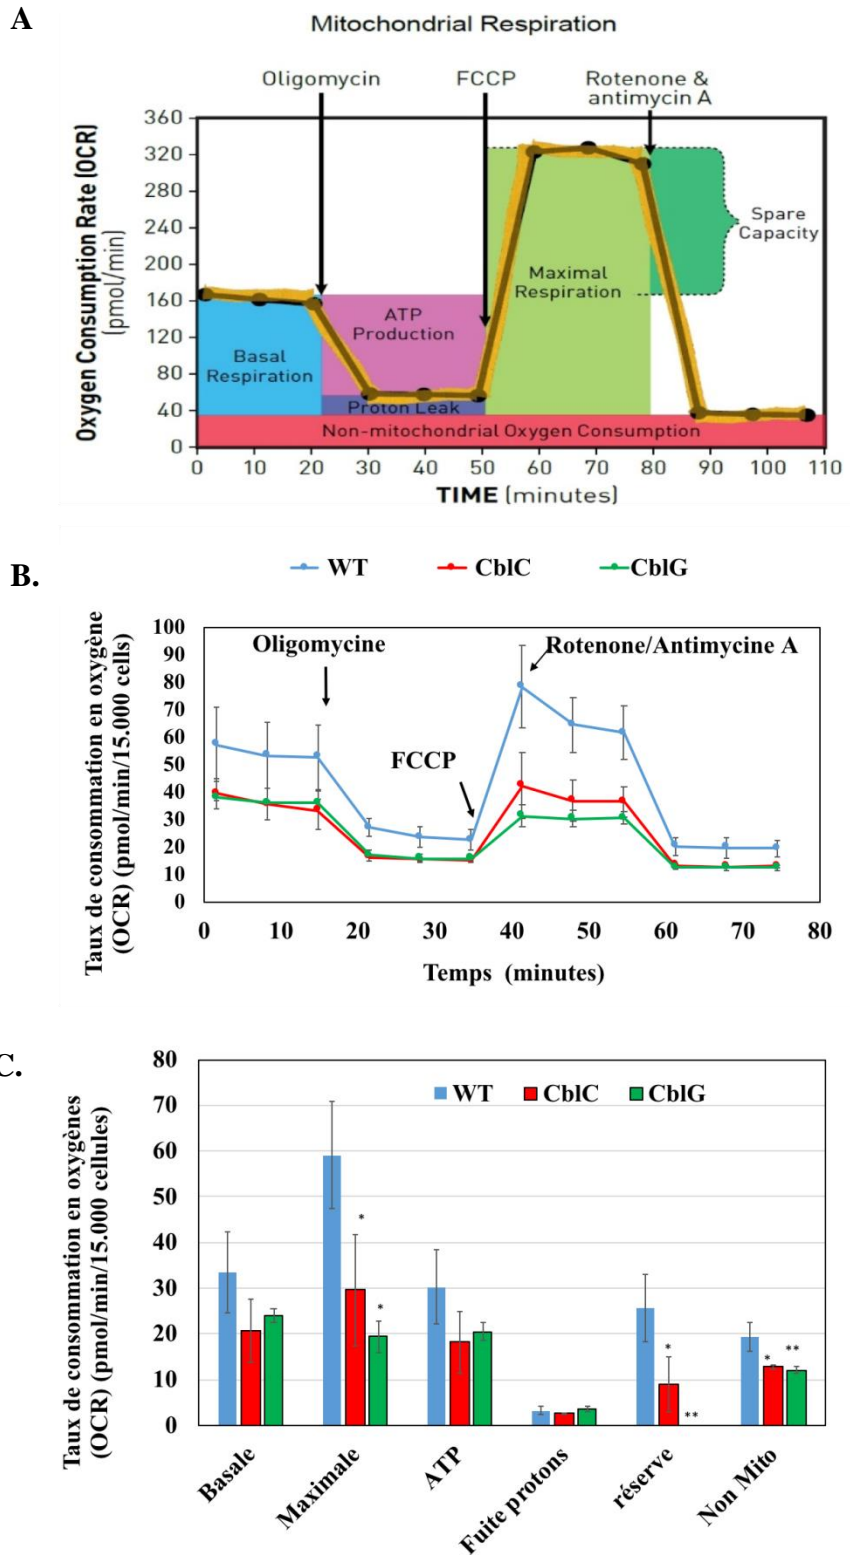 A
Mitochondrial Respiration
Oligomycin
FCCP
Rotenone &
antimycin A
Oxygen Consumption Rate (OCR)
(pmol/min)
360
320
280
240
200
160
120
80
40
0
Basal
Respiration
ATP
Production
Proton Leak
Maximal
Respiration
Spare
Capacity
Non-mitochondrial Oxygen Consumption
0 10 20 30 40 50 60 70 80 90 100 110
TIME (minutes)
B.
WT CblC CblG
Taux de consommation en oxygène
(OCR) (pmol/min/15.000 cells)
100
90
80
70
60
50
40
30
20
10
0
Oligomycine
FCCP
Rotenone/Antimycine A
0 10 20 30 40 50 60 70 80
Temps (minutes)
C.
Taux de consommation en oxygènes
(OCR) (pmol/min/15.000 cellules)
80
70
60
50
40
30
20
10
0
WT CblC CblG
*
*
*
**
*
**
Basale
Maximale
ATP
Fuite protons
réserve
Non Mito